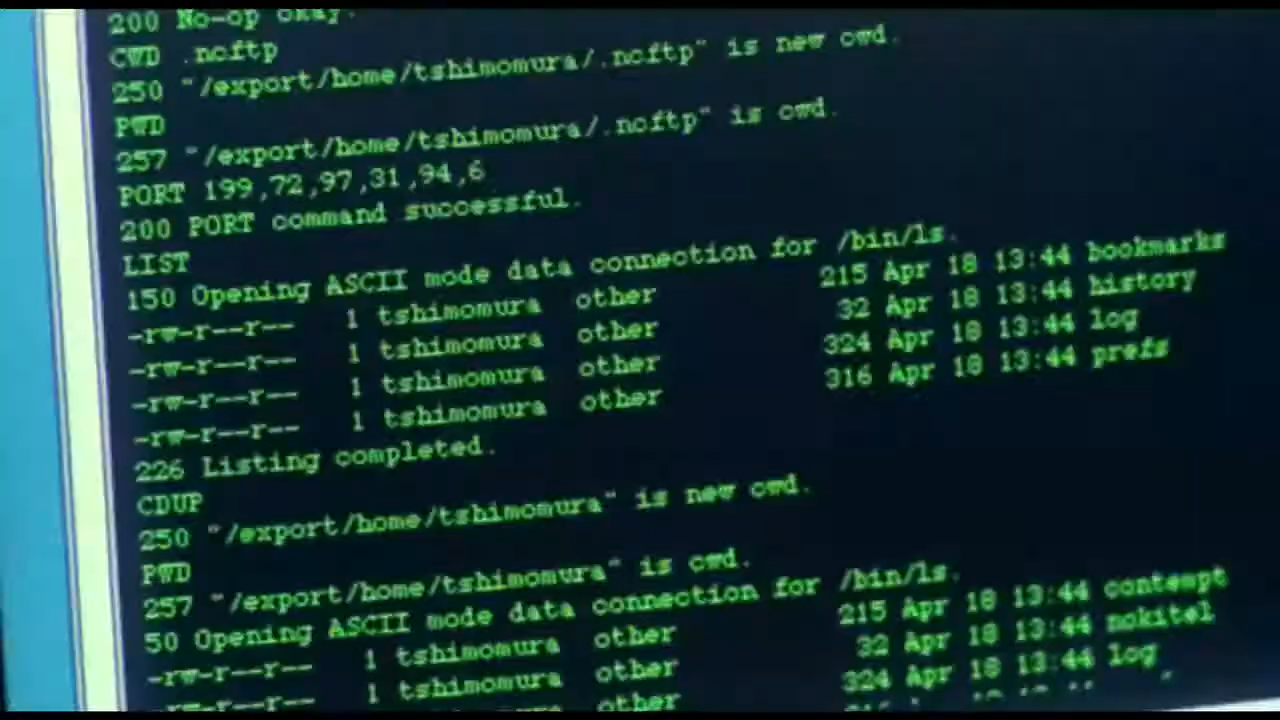 200 No-op okay.
CWD .ncftp
250 "/export/home/tshimomura/.ncftp" is new cwd.
PWD
257 "/export/home/tshimomura/.ncftp" is cwd.
PORT 199,72,97,31,94,6
200 PORT command successful.
LIST
150 Opening ASCII mode data connection for /bin/ls.
-rw-r--r-- 1 tshimomura other 215 Apr 18 13:44 bookmarks
-rw-r--r-- 1 tshimomura other 32 Apr 18 13:44 history
-rw-r--r-- 1 tshimomura other 324 Apr 18 13:44 log
-rw-r--r-- 1 tshimomura other 316 Apr 18 13:44 prefs
226 Listing completed.
CDUP
250 "/export/home/tshimomura" is new cwd.
PWD
257 "/export/home/tshimomura" is cwd.
50 Opening ASCII mode data connection for /bin/ls.
-rw-r--r-- 1 tshimomura other 215 Apr 18 13:44 contempt
-rw-r--r-- 1 tshimomura other 32 Apr 18 13:44 nokitel
other 324 Apr 18 13:44 log